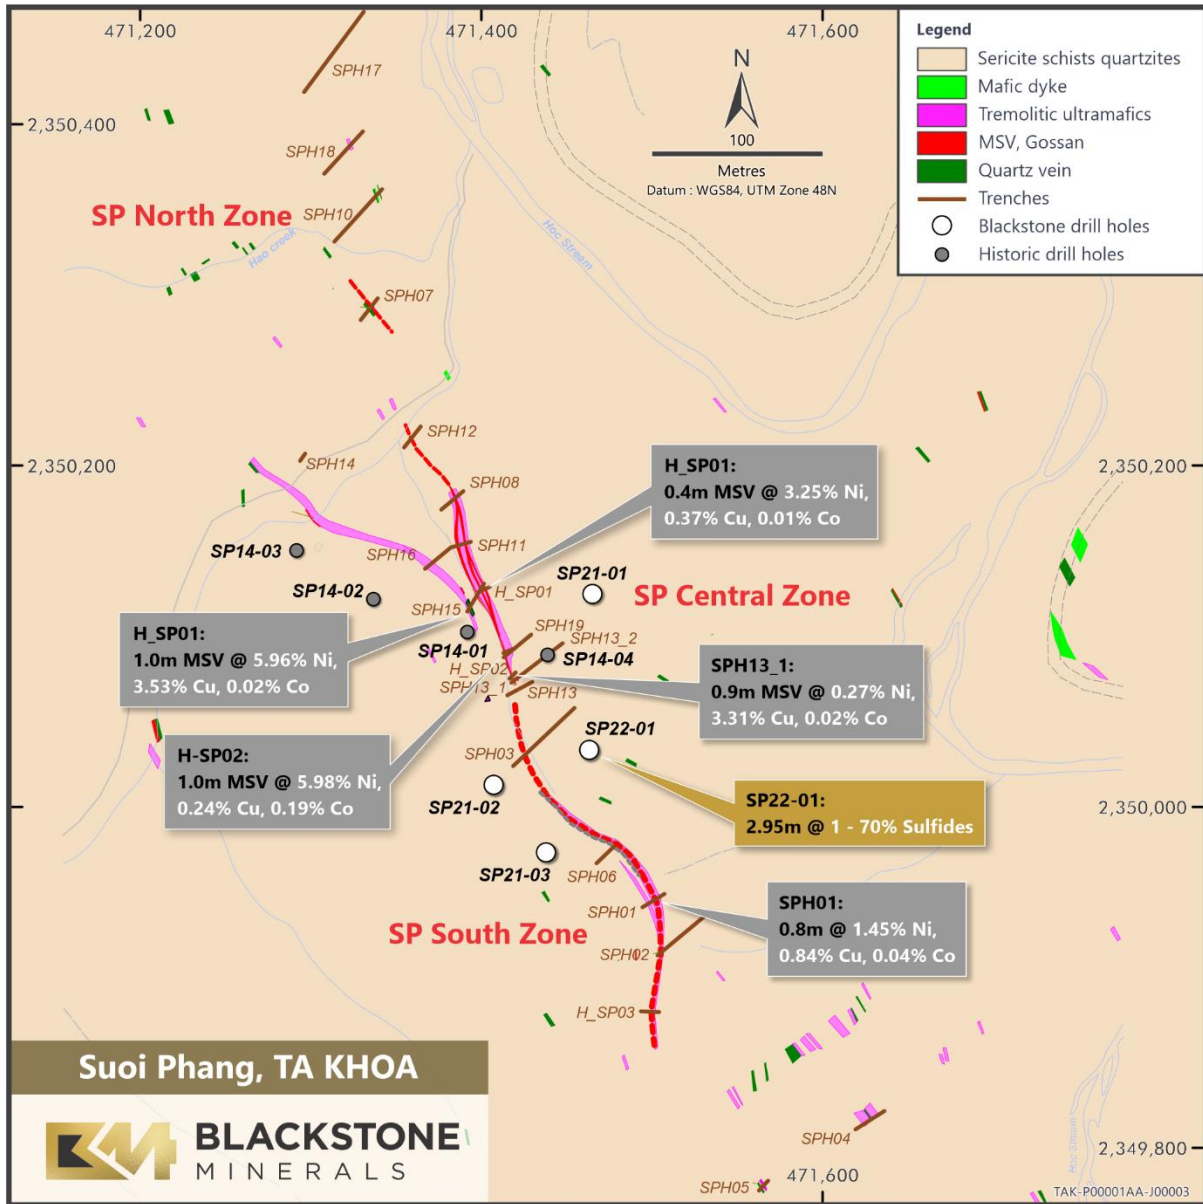 471,200
471,400
471,600
Legend
Sericite schists quartzites
Mafic dyke
Tremolitic ultramafics
MSV, Gossan
Quartz vein
Trenches
Blackstone drill holes
Historic drill holes
N
100
Metres
Datum : WGS84, UTM Zone 48N
SPH17
2,350,400
SPH18
SP North Zone
SPH10
Hao creek
Hoc Stream
SPH07
SPH12
2,350,200
2,350,200
SPH14
SPH08
H_SP01:
0.4m MSV @ 3.25% Ni,
0.37% Cu, 0.01% Co
SP14-03
SPH16
SPH11
SP14-02
H_SP01
SP21-01
SP Central Zone
SPH15
H_SP01:
1.0m MSV @ 5.96% Ni,
3.53% Cu, 0.02% Co
SP14-01
SPH19
SPH13_2
SP14-04
H_SP02
SPH13_1
SPH13
SPH13_1:
0.9m MSV @ 0.27% Ni,
3.31% Cu, 0.02% Co
H-SP02:
1.0m MSV @ 5.98% Ni,
0.24% Cu, 0.19% Co
SPH03
SP22-01
SP21-02
SP22-01:
2.95m @ 1 - 70% Sulfides
2,350,000
SP21-03
SPH06
SPH01
SPH01:
0.8m @ 1.45% Ni,
0.84% Cu, 0.04% Co
SP South Zone
SPH02
H_SP03
Suoi Phang, TA KHOA
BLACKSTONE
MINERALS
SPH04
Hoc Stream
2,349,800
471,600
SPH05
TAK-P00001AA-J00003